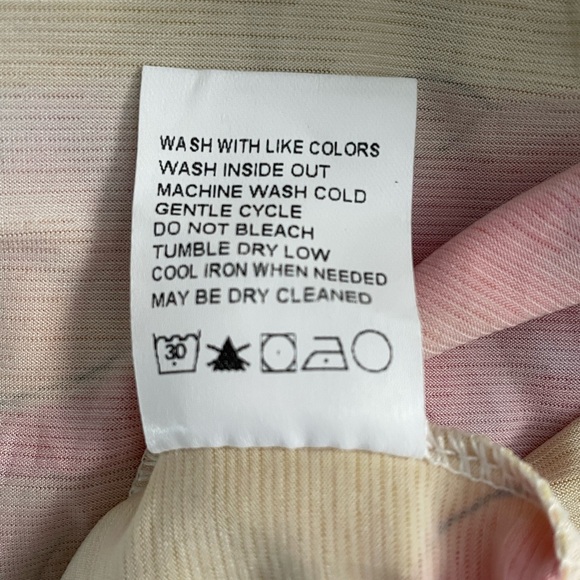 WASH WITH LIKE COLORS
WASH INSIDE OUT
MACHINE WASH COLD
GENTLE CYCLE
DO NOT BLEACH
TUMBLE DRY LOW
COOL IRON WHEN NEEDED
MAY BE DRY CLEANED
30